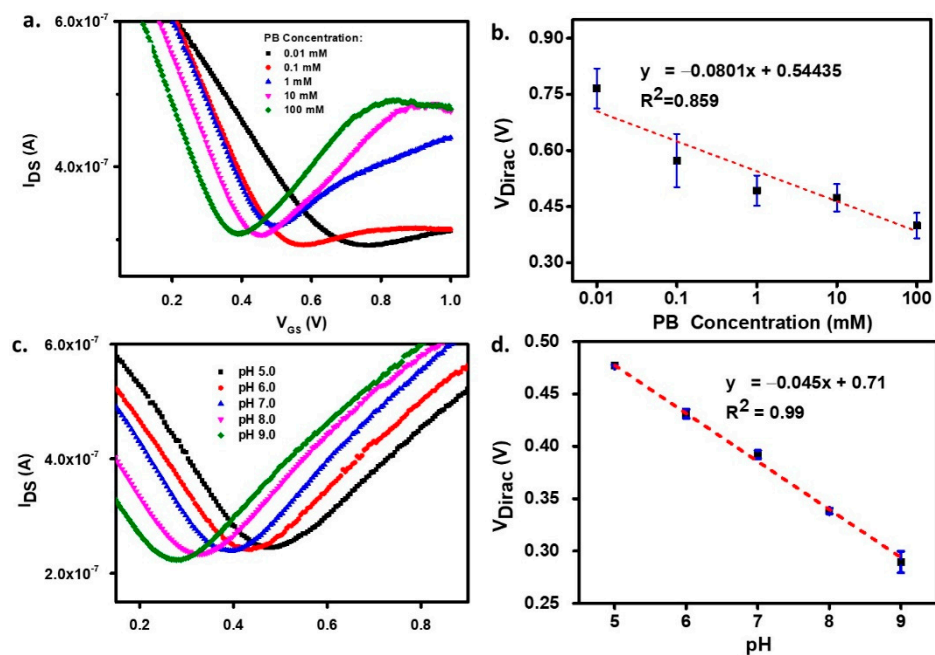 a.
6.0x10⁻⁷
4.0x10⁻⁷
I_DS (A)
PB Concentration:
0.01 mM
0.1 mM
1 mM
10 mM
100 mM
0.2 0.4 0.6 0.8 1.0
V_GS (V)
b.
0.90
0.75
0.60
0.45
0.30
V_Dirac (V)
y = −0.0801x + 0.54435
R²=0.859
0.01 0.1 1 10 100
PB Concentration (mM)
c.
6.0x10⁻⁷
4.0x10⁻⁷
2.0x10⁻⁷
I_DS (A)
pH 5.0
pH 6.0
pH 7.0
pH 8.0
pH 9.0
0.2 0.4 0.6 0.8
d.
0.50
0.45
0.40
0.35
0.30
0.25
V_Dirac (V)
y = −0.045x + 0.71
R² = 0.99
5 6 7 8 9
pH